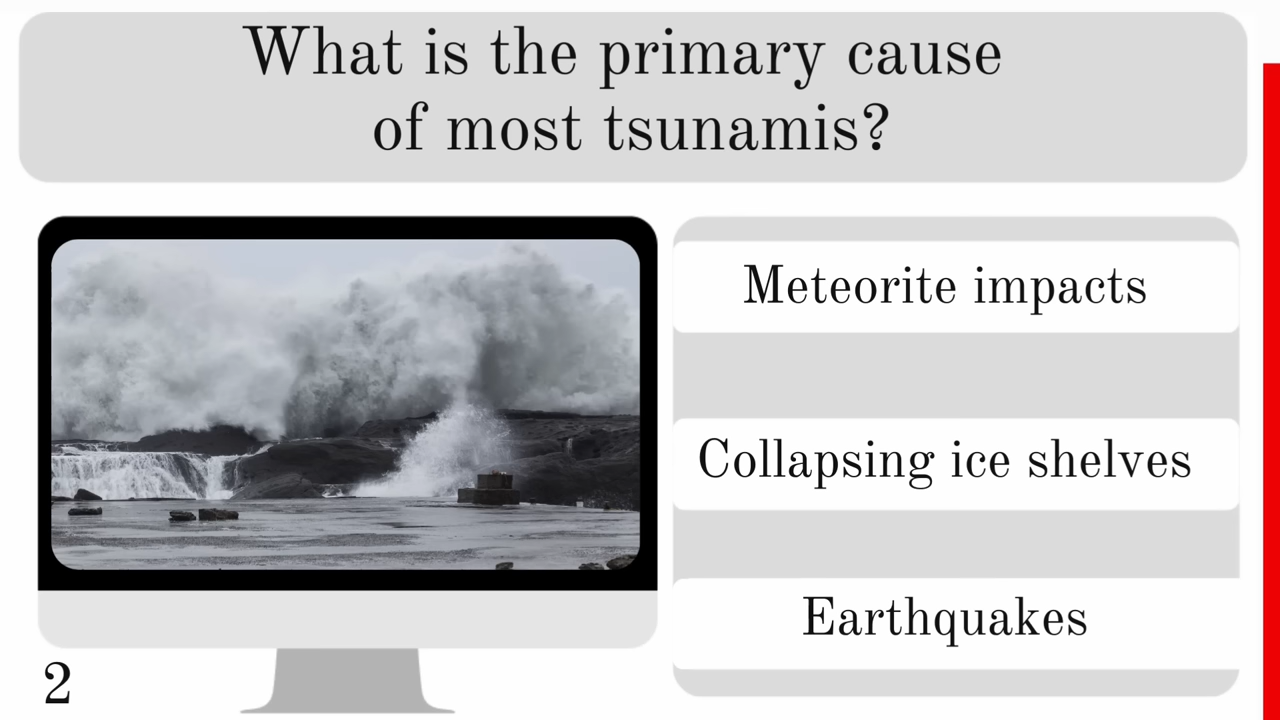 What is the primary cause
of most tsunamis?
Meteorite impacts
Collapsing ice shelves
Earthquakes
2